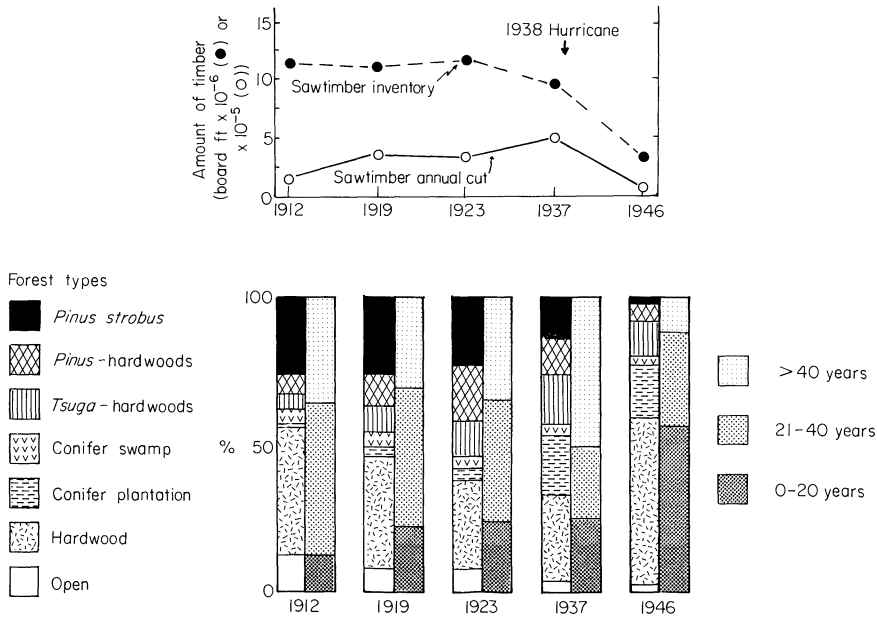 15
10
5
0
Amount of timber
(board ft x 10⁻⁶ (●) or
x 10⁻⁵ (O))
1938 Hurricane
Sawtimber inventory
Sawtimber annual cut
1912 1919 1923 1937 1946
Forest types
Pinus strobus
Pinus-hardwoods
Tsuga-hardwoods
Conifer swamp
Conifer plantation
Hardwood
Open
100
50
0
%
1912 1919 1923 1937 1946
>40 years
21-40 years
0-20 years